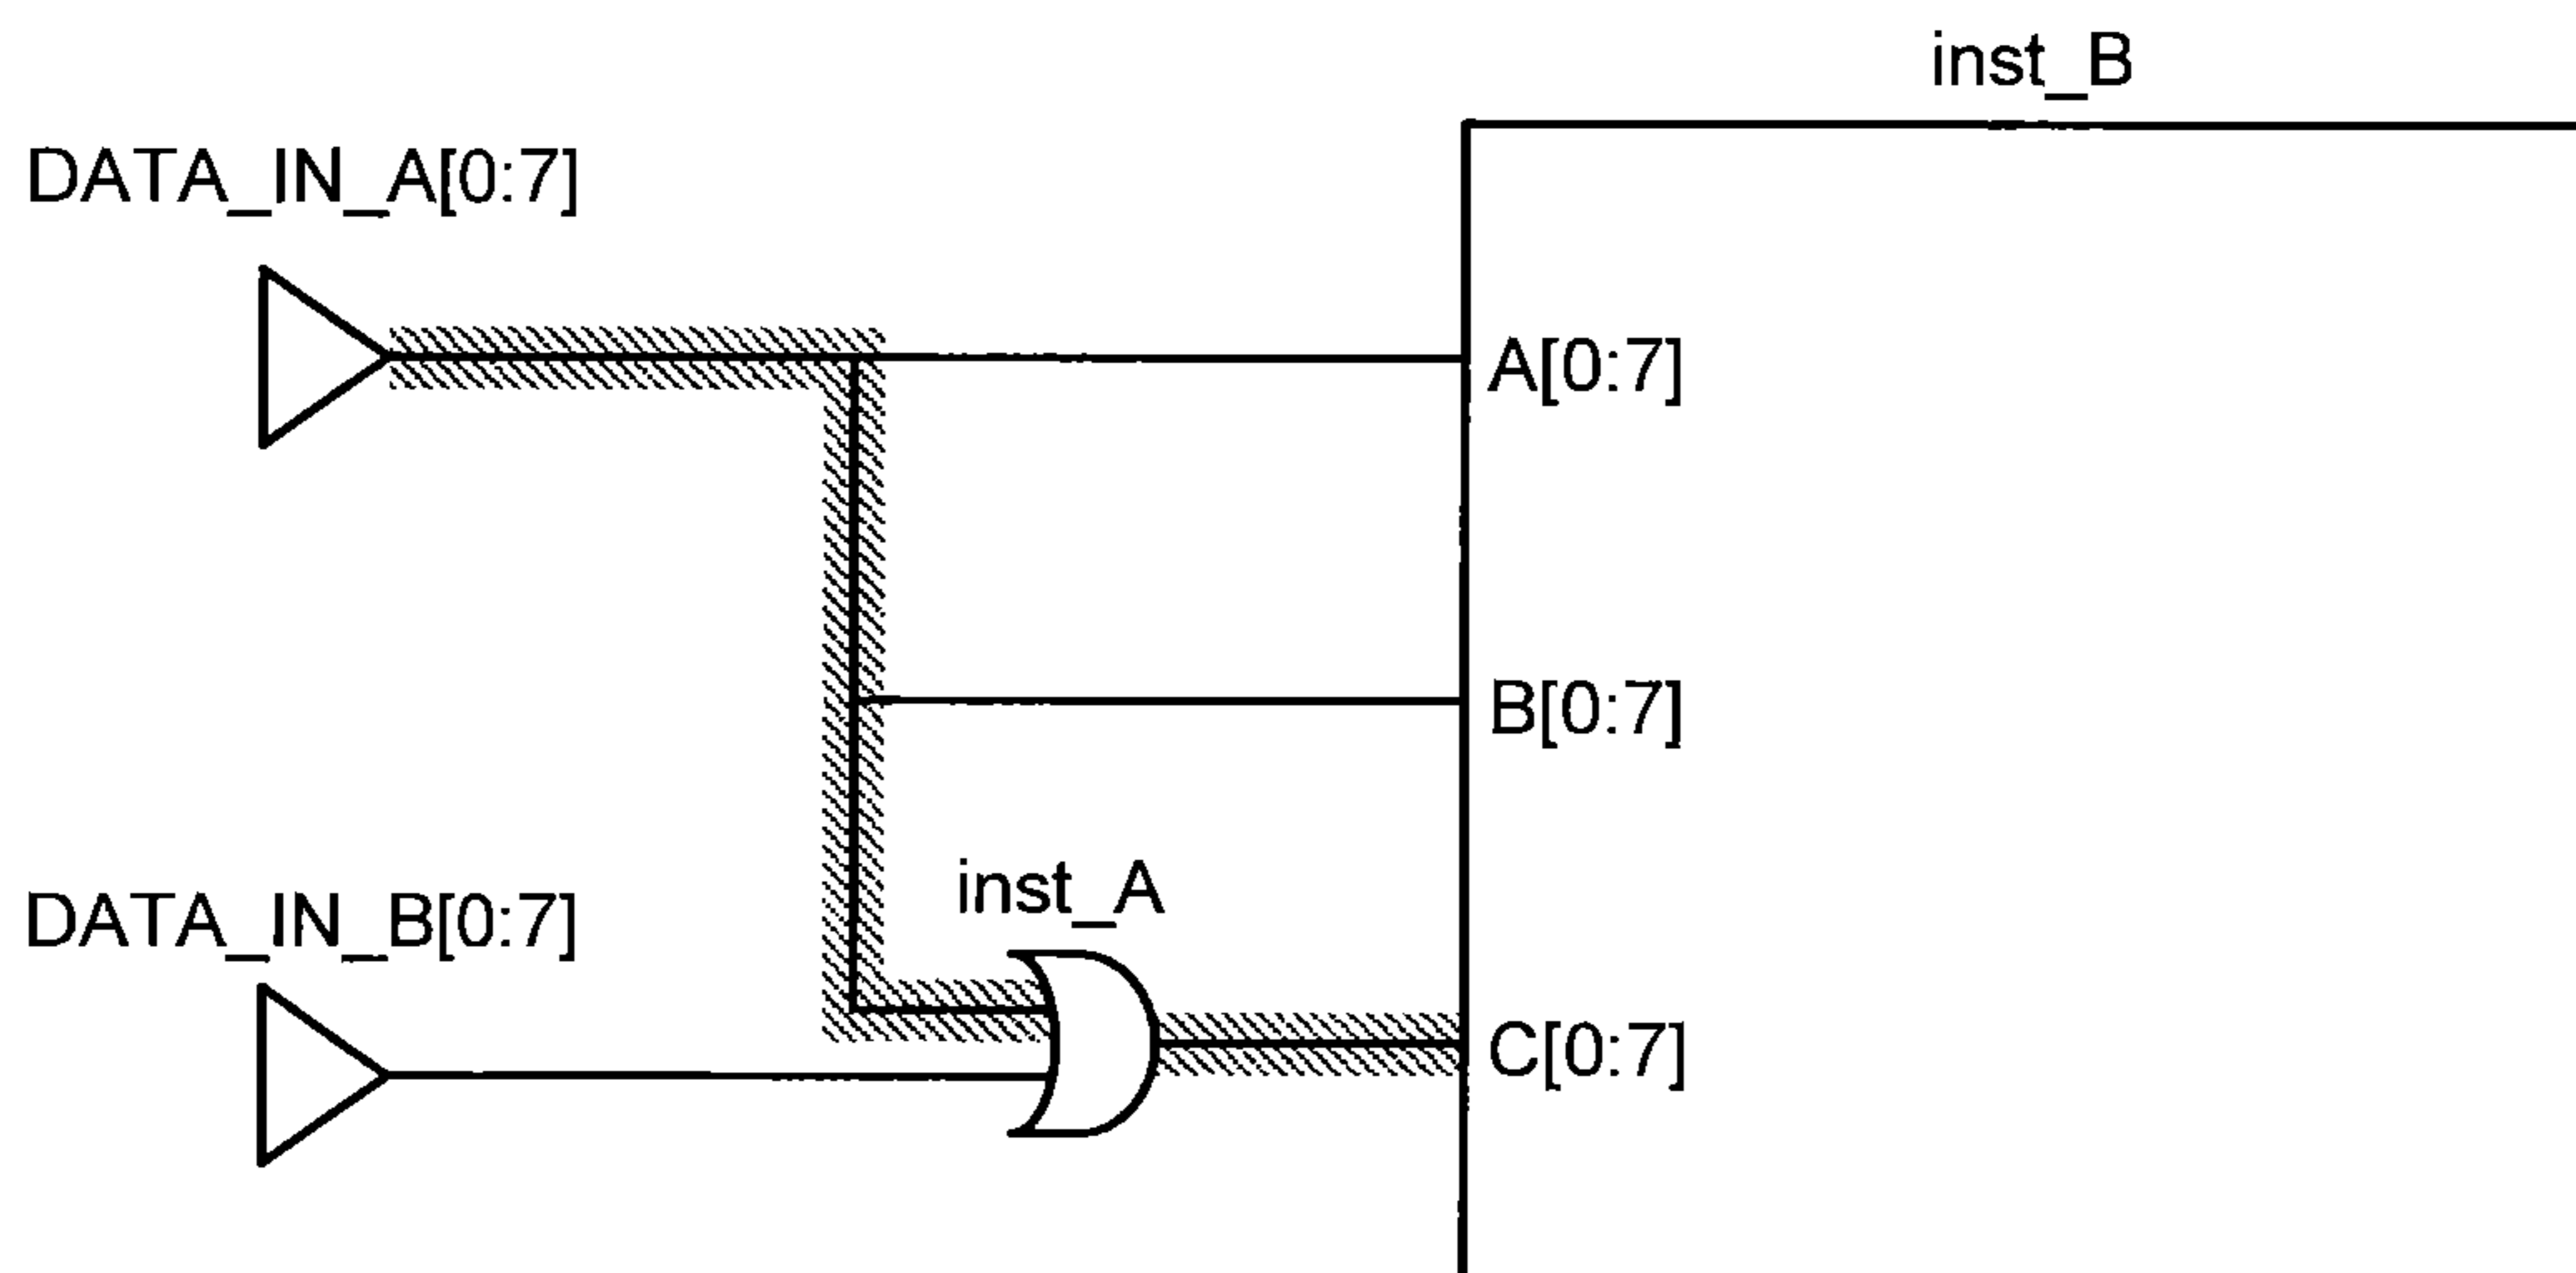 inst_B
DATA_IN_A[0:7]
A[0:7]
B[0:7]
inst_A
DATA_IN_B[0:7]
C[0:7]